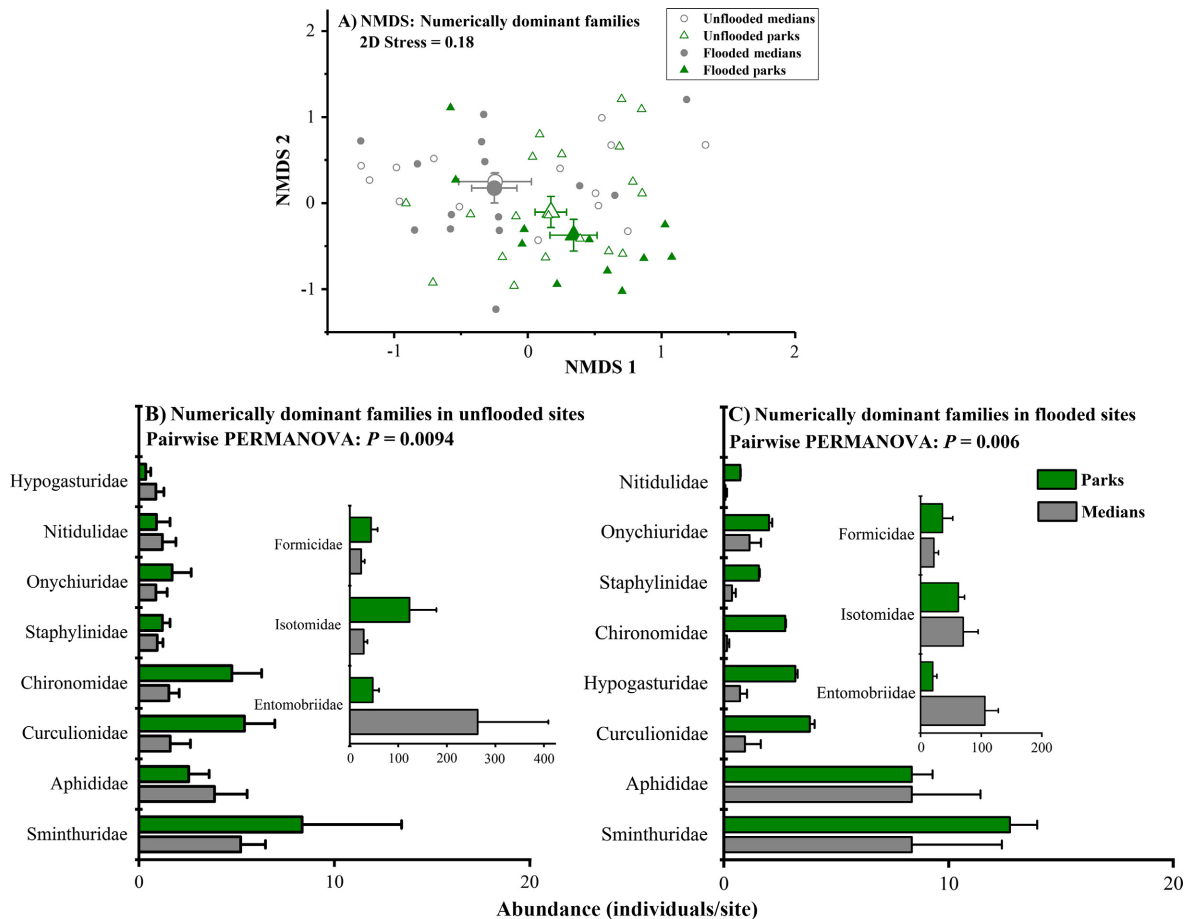 A) NMDS: Numerically dominant families
2D Stress = 0.18
Unflooded medians
Unflooded parks
Flooded medians
Flooded parks
2
1
0
-1
NMDS 2
-1
0
1
2
NMDS 1
B) Numerically dominant families in unflooded sites
Pairwise PERMANOVA: P = 0.0094
Hypogasturidae
Nitidulidae
Onychiuridae
Staphylinidae
Chironomidae
Curculionidae
Aphididae
Sminthuridae
Formicidae
Isotomidae
Entomobriidae
0 100 200 300 400
0 10 20
C) Numerically dominant families in flooded sites
Pairwise PERMANOVA: P = 0.006
Parks
Medians
Nitidulidae
Onychiuridae
Staphylinidae
Chironomidae
Hypogasturidae
Curculionidae
Aphididae
Sminthuridae
Formicidae
Isotomidae
Entomobriidae
0 100 200
0 10 20
Abundance (individuals/site)